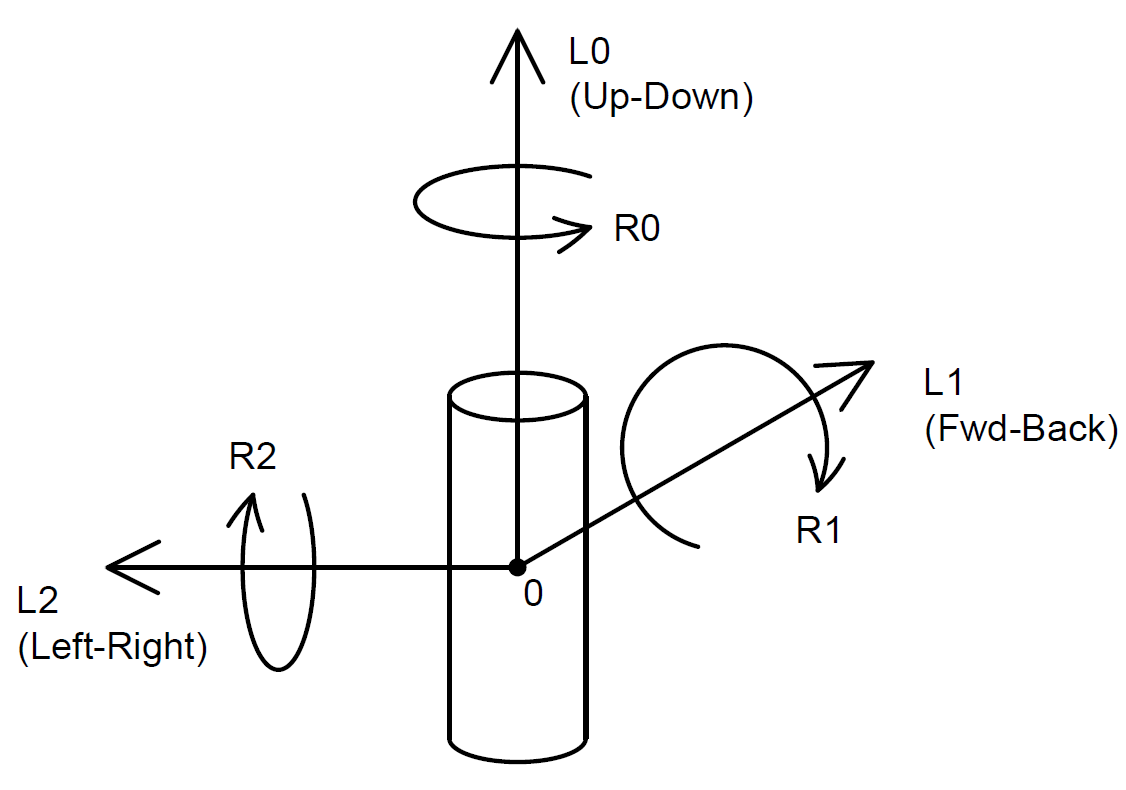 L0
(Up-Down)
R0
L1
(Fwd-Back)
R2
R1
0
L2
(Left-Right)